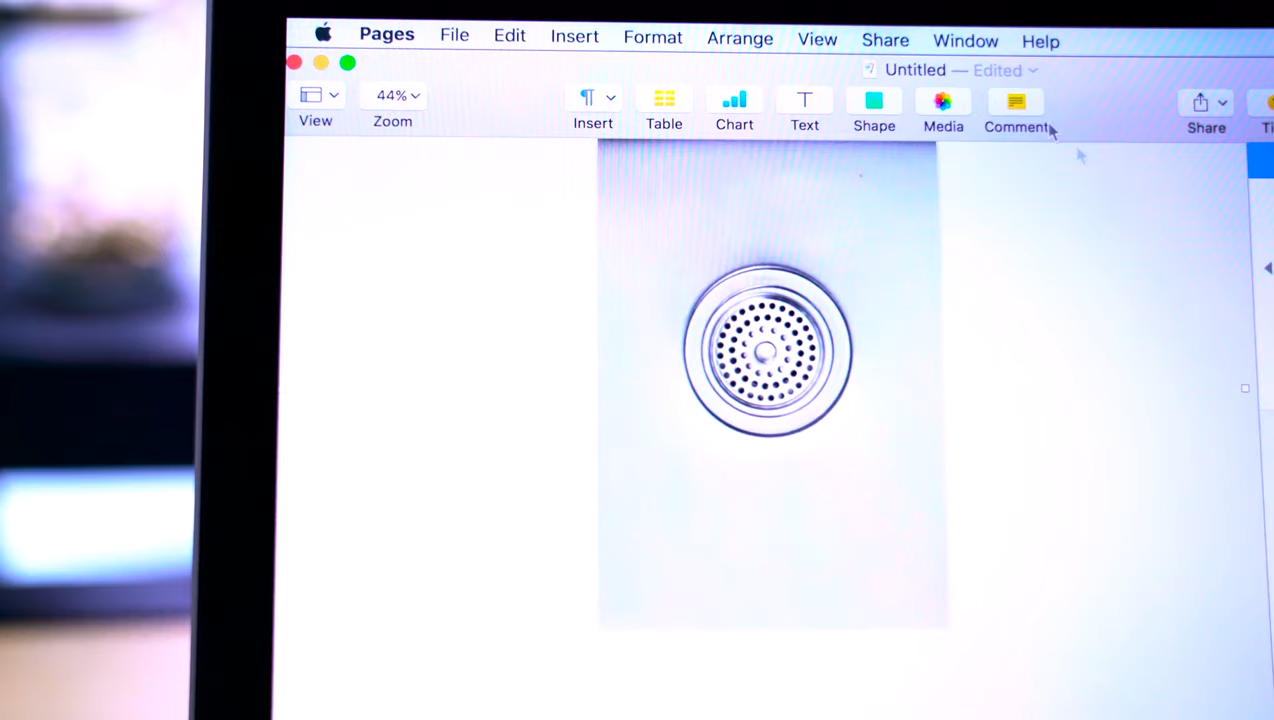 Pages File Edit Insert Format Arrange View Share Window Help
Untitled — Edited
44%
View Zoom Insert Table Chart Text Shape Media Comment Share